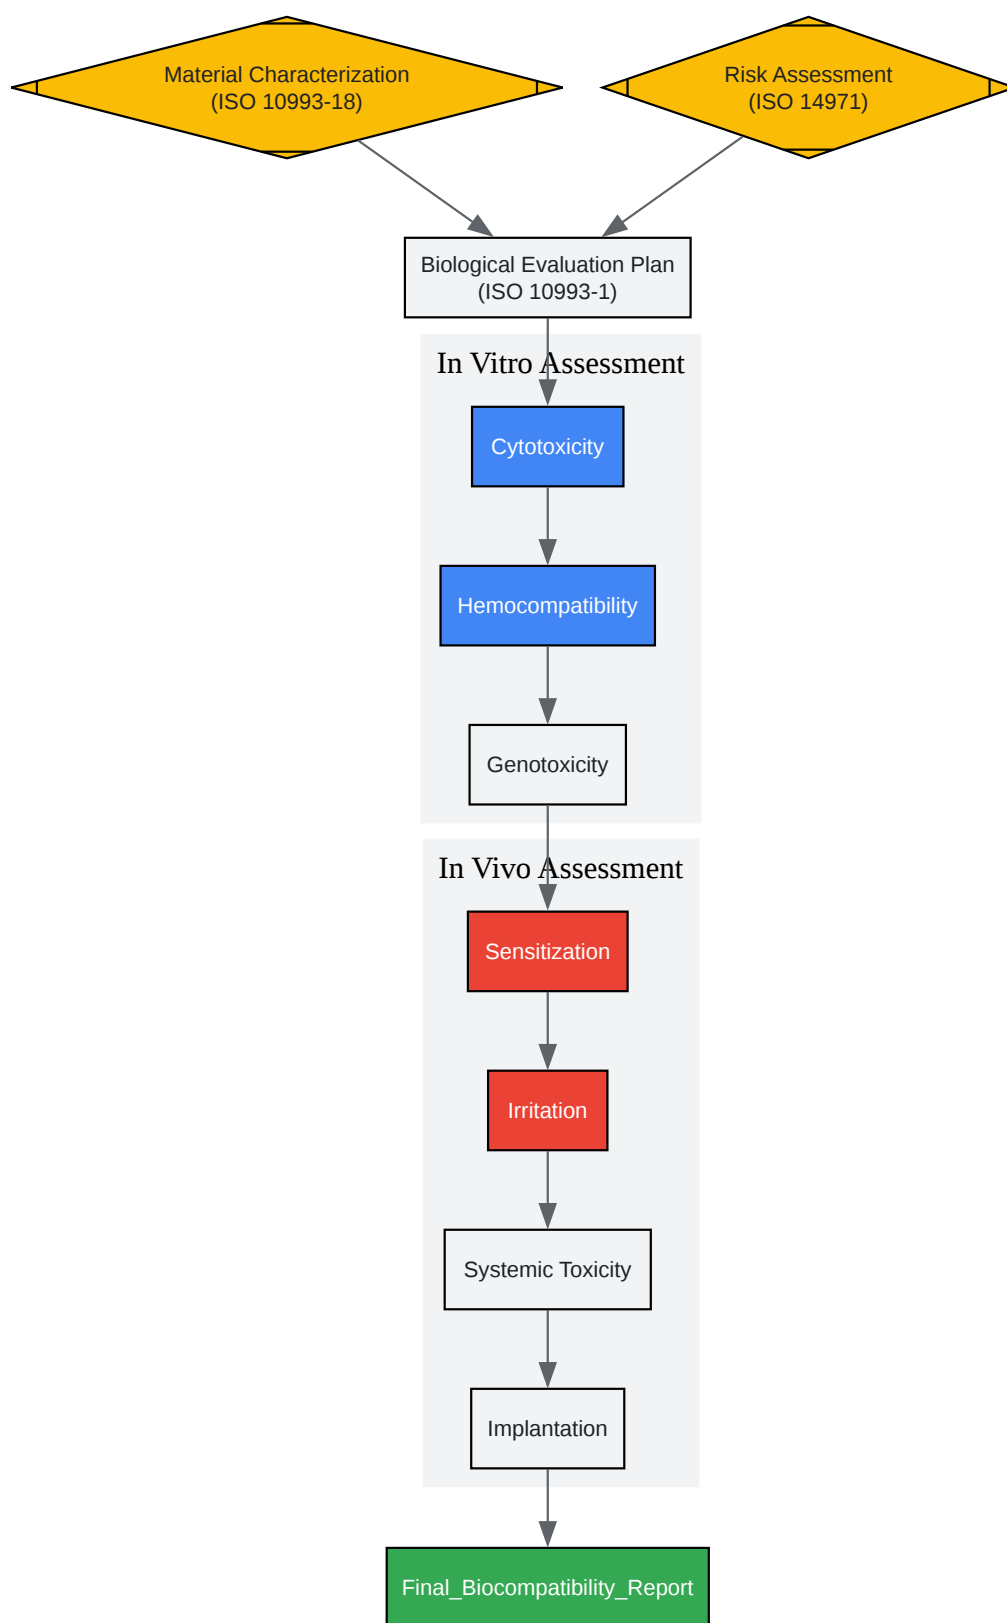 Material Characterization
(ISO 10993-18)
Risk Assessment
(ISO 14971)
Biological Evaluation Plan
(ISO 10993-1)
In Vitro Assessment
Cytotoxicity
Hemocompatibility
Genotoxicity
In Vivo Assessment
Sensitization
Irritation
Systemic Toxicity
Implantation
Final_Biocompatibility_Report